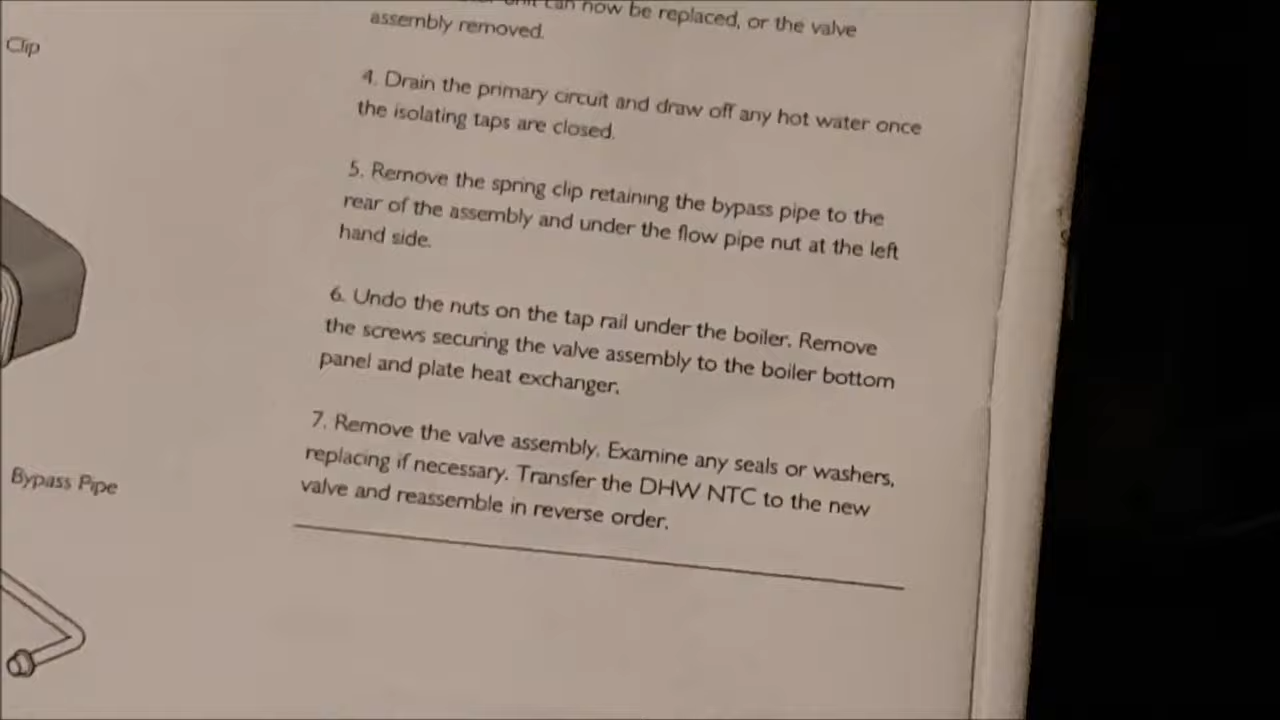 can now be replaced, or the valve
assembly removed.
Clip
4. Drain the primary circuit and draw off any hot water once
the isolating taps are closed.
5. Remove the spring clip retaining the bypass pipe to the
rear of the assembly and under the flow pipe nut at the left
hand side.
6. Undo the nuts on the tap rail under the boiler. Remove
the screws securing the valve assembly to the boiler bottom
panel and plate heat exchanger.
7. Remove the valve assembly. Examine any seals or washers,
replacing if necessary. Transfer the DHW NTC to the new
valve and reassemble in reverse order.
Bypass Pipe